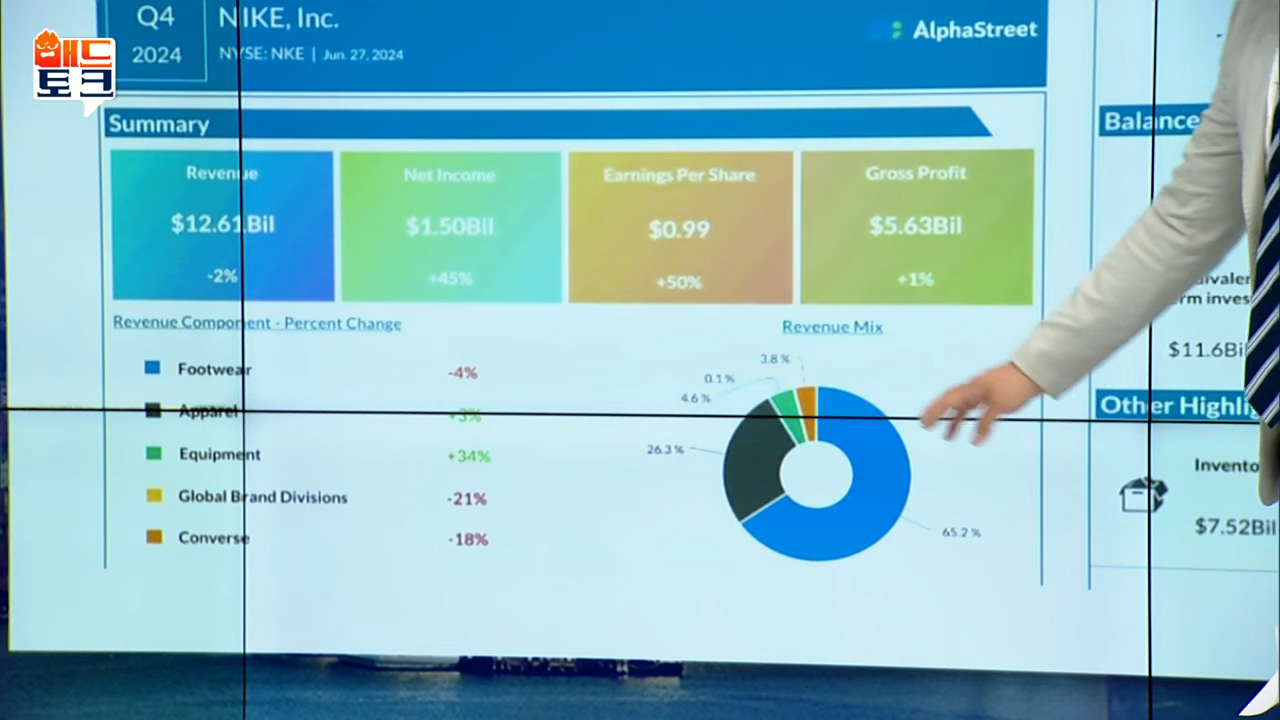 해드
토크
Q4
2024
NIKE, Inc.
NYSE: NKE | Jun. 27, 2024
AlphaStreet
Summary
Revenue
$12.61Bil
-2%
Net Income
$1.50Bil
+45%
Earnings Per Share
$0.99
+50%
Gross Profit
$5.63Bil
+1%
Revenue Component - Percent Change
Footwear -4%
Apparel +3%
Equipment +34%
Global Brand Divisions -21%
Converse -18%
Revenue Mix
3.8 %
0.1 %
4.6 %
26.3 %
65.2 %
Balance
$11.6Bi
Other Highlig
Invento
$7.52Bil